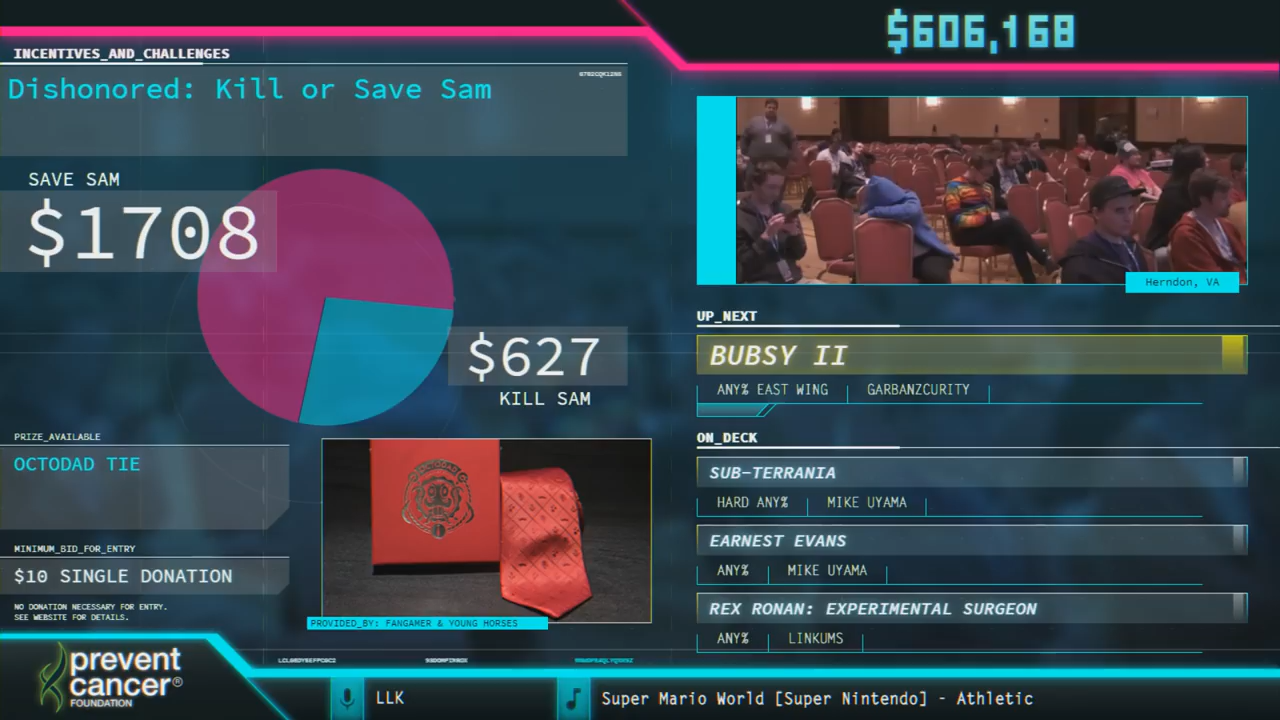 $606,168
INCENTIVES_AND_CHALLENGES
Dishonored: Kill or Save Sam
SAVE SAM
$1708
$627
KILL SAM
PRIZE_AVAILABLE
OCTODAD TIE
MINIMUM_BID_FOR_ENTRY
$10 SINGLE DONATION
NO DONATION NECESSARY FOR ENTRY.
SEE WEBSITE FOR DETAILS.
OCTODAD
PROVIDED_BY: FANGAMER & YOUNG HORSES
Herndon, VA
UP_NEXT
BUBSY II
ANY% EAST WING GARBANZCURITY
ON_DECK
SUB-TERRANIA
HARD ANY% MIKE UYAMA
EARNEST EVANS
ANY% MIKE UYAMA
REX RONAN: EXPERIMENTAL SURGEON
ANY% LINKUMS
prevent
cancer®
FOUNDATION
LLK
Super Mario World [Super Nintendo] - Athletic